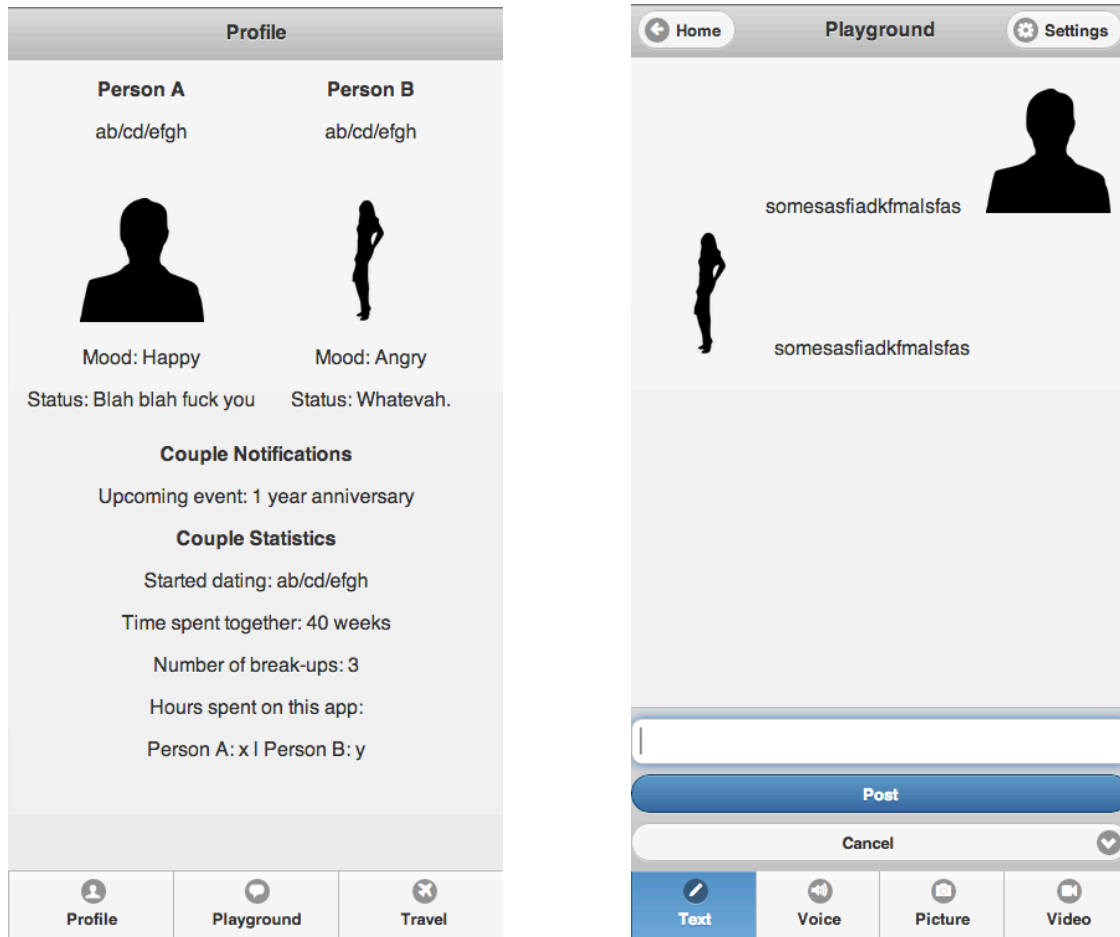 Profile
Person A Person B
ab/cd/efgh ab/cd/efgh
Mood: Happy Mood: Angry
Status: Blah blah fuck you Status: Whatevah.
Couple Notifications
Upcoming event: 1 year anniversary
Couple Statistics
Started dating: ab/cd/efgh
Time spent together: 40 weeks
Number of break-ups: 3
Hours spent on this app:
Person A: x I Person B: y
Profile Playground Travel
Home Playground Settings
somesasfiadkfmalsfas
somesasfiadkfmalsfas
Post
Cancel
Text Voice Picture Video